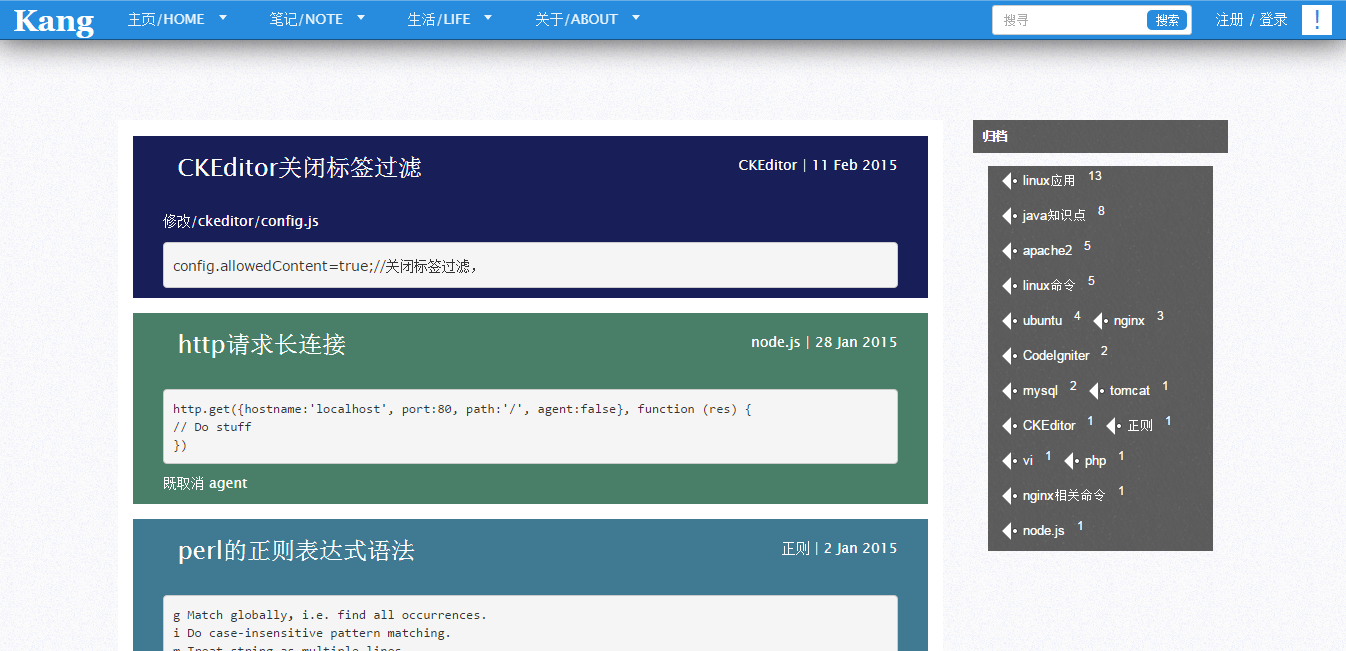 Kang 主页/HOME 笔记/NOTE 生活/LIFE 关于/ABOUT 搜寻 搜索 注册 / 登录 !
CKEditor关闭标签过滤 CKEditor | 11 Feb 2015
修改/ckeditor/config.js
config.allowedContent=true;//关闭标签过滤,
http请求长连接 node.js | 28 Jan 2015
http.get({hostname:'localhost', port:80, path:'/', agent:false}, function (res) {
// Do stuff
})
既取消 agent
perl的正则表达式语法 正则 | 2 Jan 2015
g Match globally, i.e. find all occurrences.
i Do case-insensitive pattern matching.
m Treat string as multiple lines
归档
linux应用 13
java知识点 8
apache2 5
linux命令 5
ubuntu 4 nginx 3
CodeIgniter 2
mysql 2 tomcat 1
CKEditor 1 正则 1
vi 1 php 1
nginx相关命令 1
node.js 1